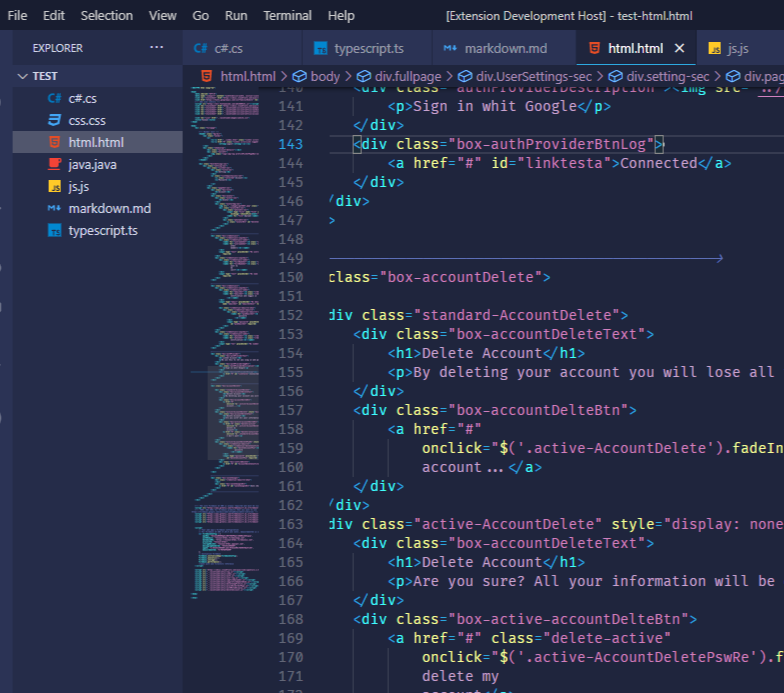 File Edit Selection View Go Run Terminal Help [Extension Development Host] - test-html.html
EXPLORER ...
C# c#.cs TS typescript.ts M↓ markdown.md html.html × JS js.js
TEST
html.html > body > div.fullpage > div.UserSettings-sec > div.setting-sec > div.pag
C# c#.cs
css.css
html.html
java.java
JS js.js
M↓ markdown.md
TS typescript.ts
140 <div class="authProviderDescription"><img src="../
141 <p>Sign in whit Google</p>
142 </div>
143 <div class="box-authProviderBtnLog">
144 <a href="#" id="linktesta">Connected</a>
145 </div>
146 /div>
147 >
148
149
150 class="box-accountDelete">
151
152 div class="standard-AccountDelete">
153 <div class="box-accountDeleteText">
154 <h1>Delete Account</h1>
155 <p>By deleting your account you will lose all
156 </div>
157 <div class="box-accountDelteBtn">
158 <a href="#"
159 onclick="$('.active-AccountDelete').fadeIn
160 account...</a>
161 </div>
162 /div>
163 div class="active-AccountDelete" style="display: none
164 <div class="box-accountDeleteText">
165 <h1>Delete Account</h1>
166 <p>Are you sure? All your information will be
167 </div>
168 <div class="box-active-accountDelteBtn">
169 <a href="#" class="delete-active"
170 onclick="$('.active-AccountDeletePswRe').f
171 delete my
172 account</a>